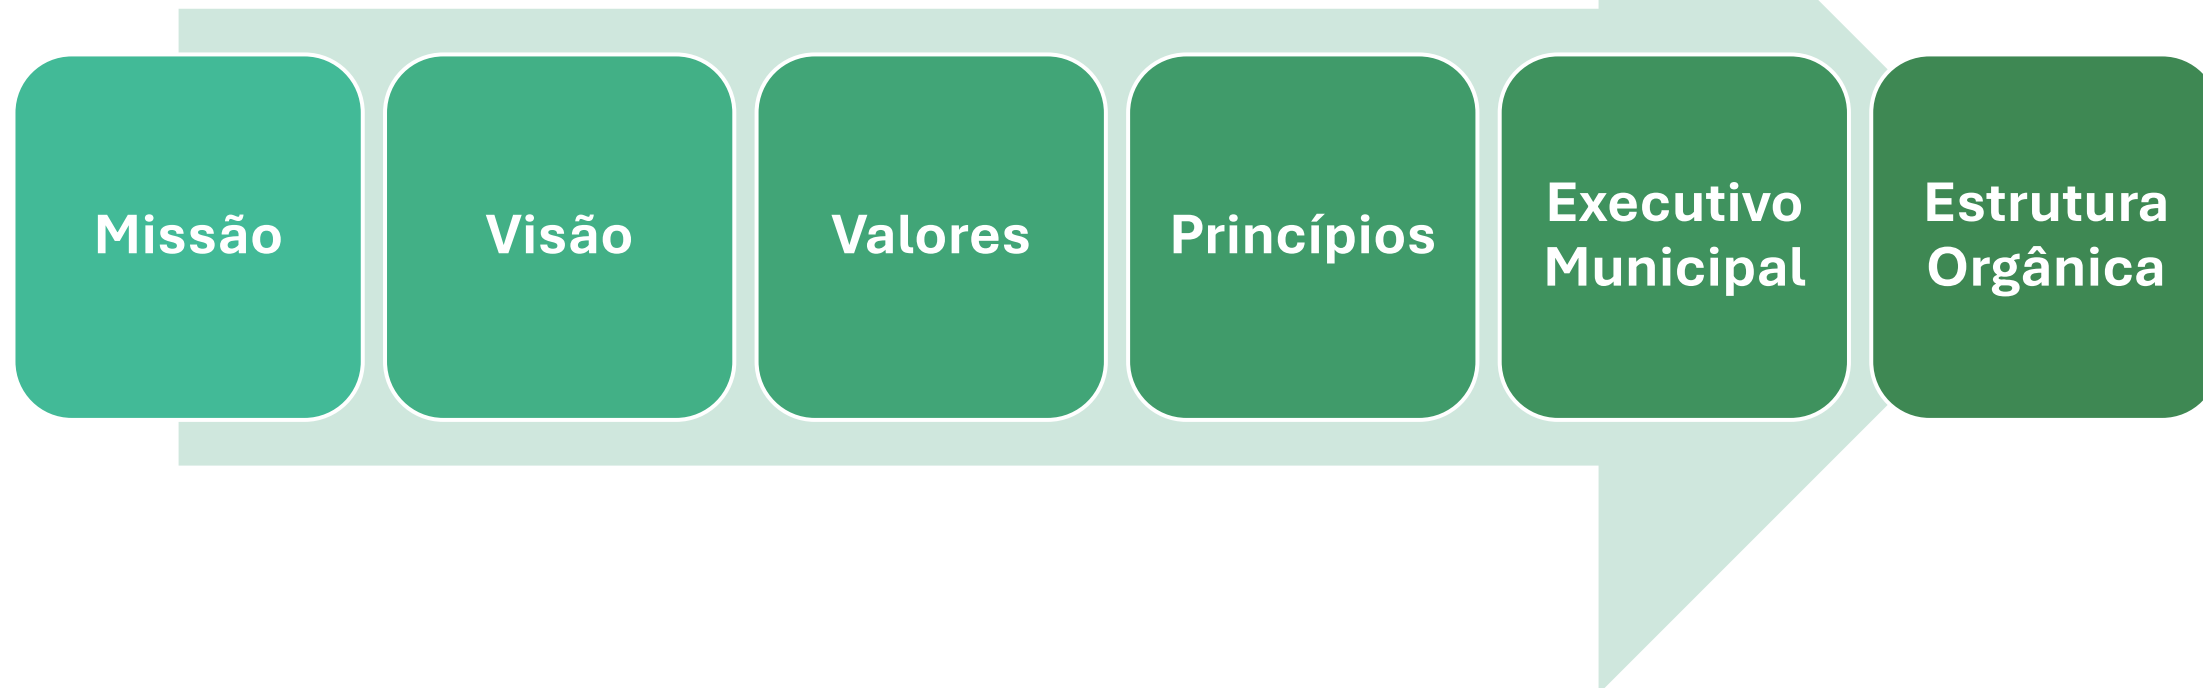 Missão
Visão
Valores
Princípios
Executivo
Municipal
Estrutura
Orgânica